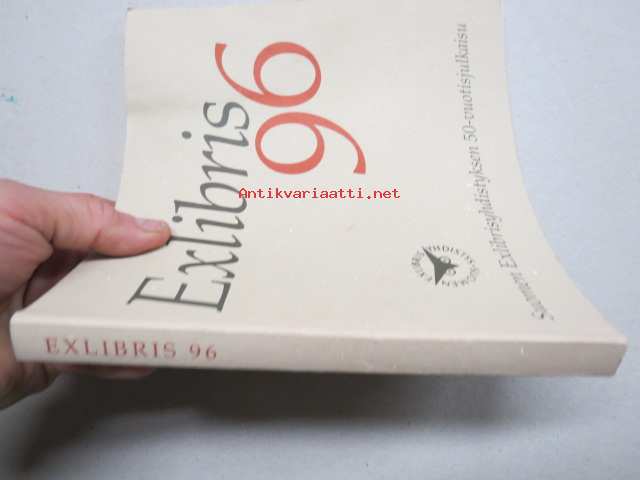 Exlibris
96
Suomen Exlibrisyhdistyksen 50-vuotisjulkaisu
EXLIBRIS 96
Antikvariaatti.net